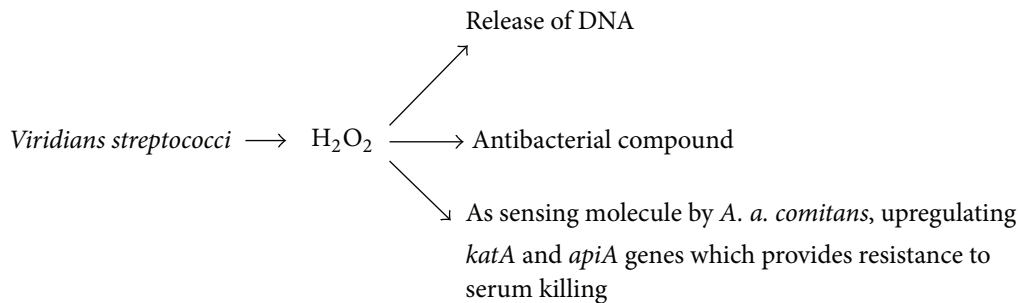 Release of DNA
Viridians streptococci
H₂O₂
Antibacterial compound
As sensing molecule by A. a. comitans, upregulating
katA and apiA genes which provides resistance to
serum killing